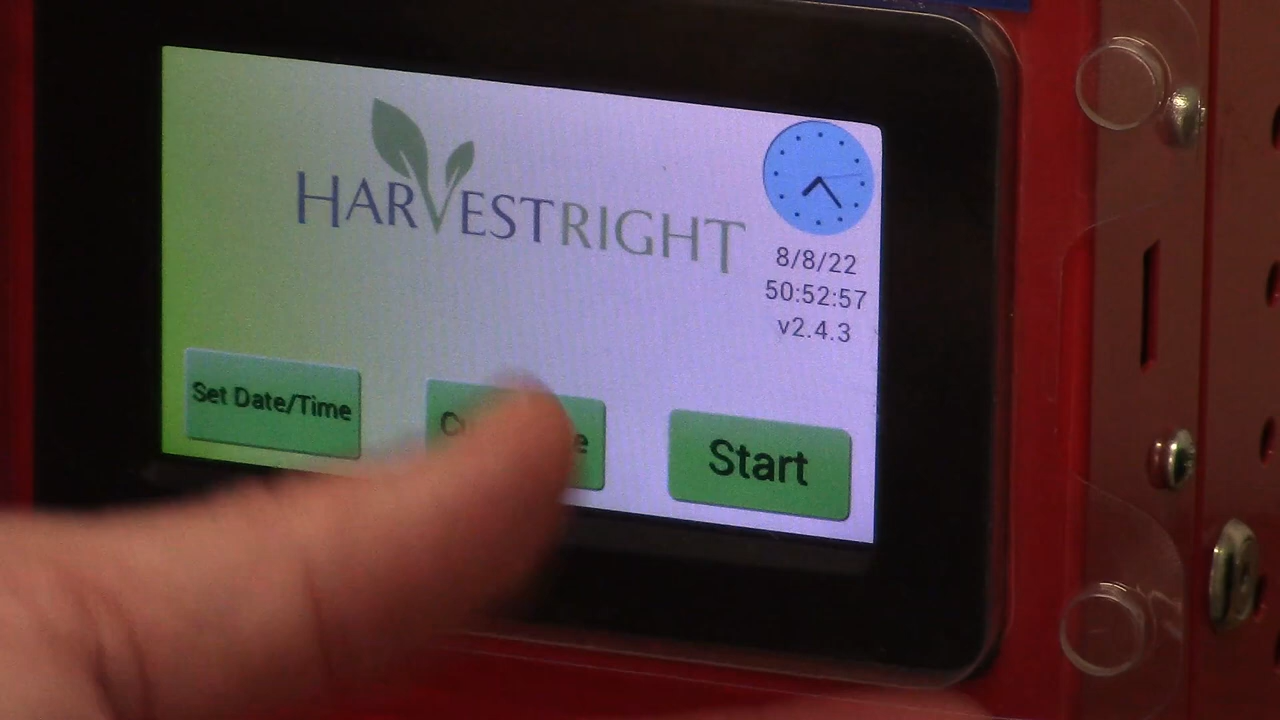 HARVESTRIGHT
8/8/22
50:52:57
v2.4.3
Set Date/Time
Start